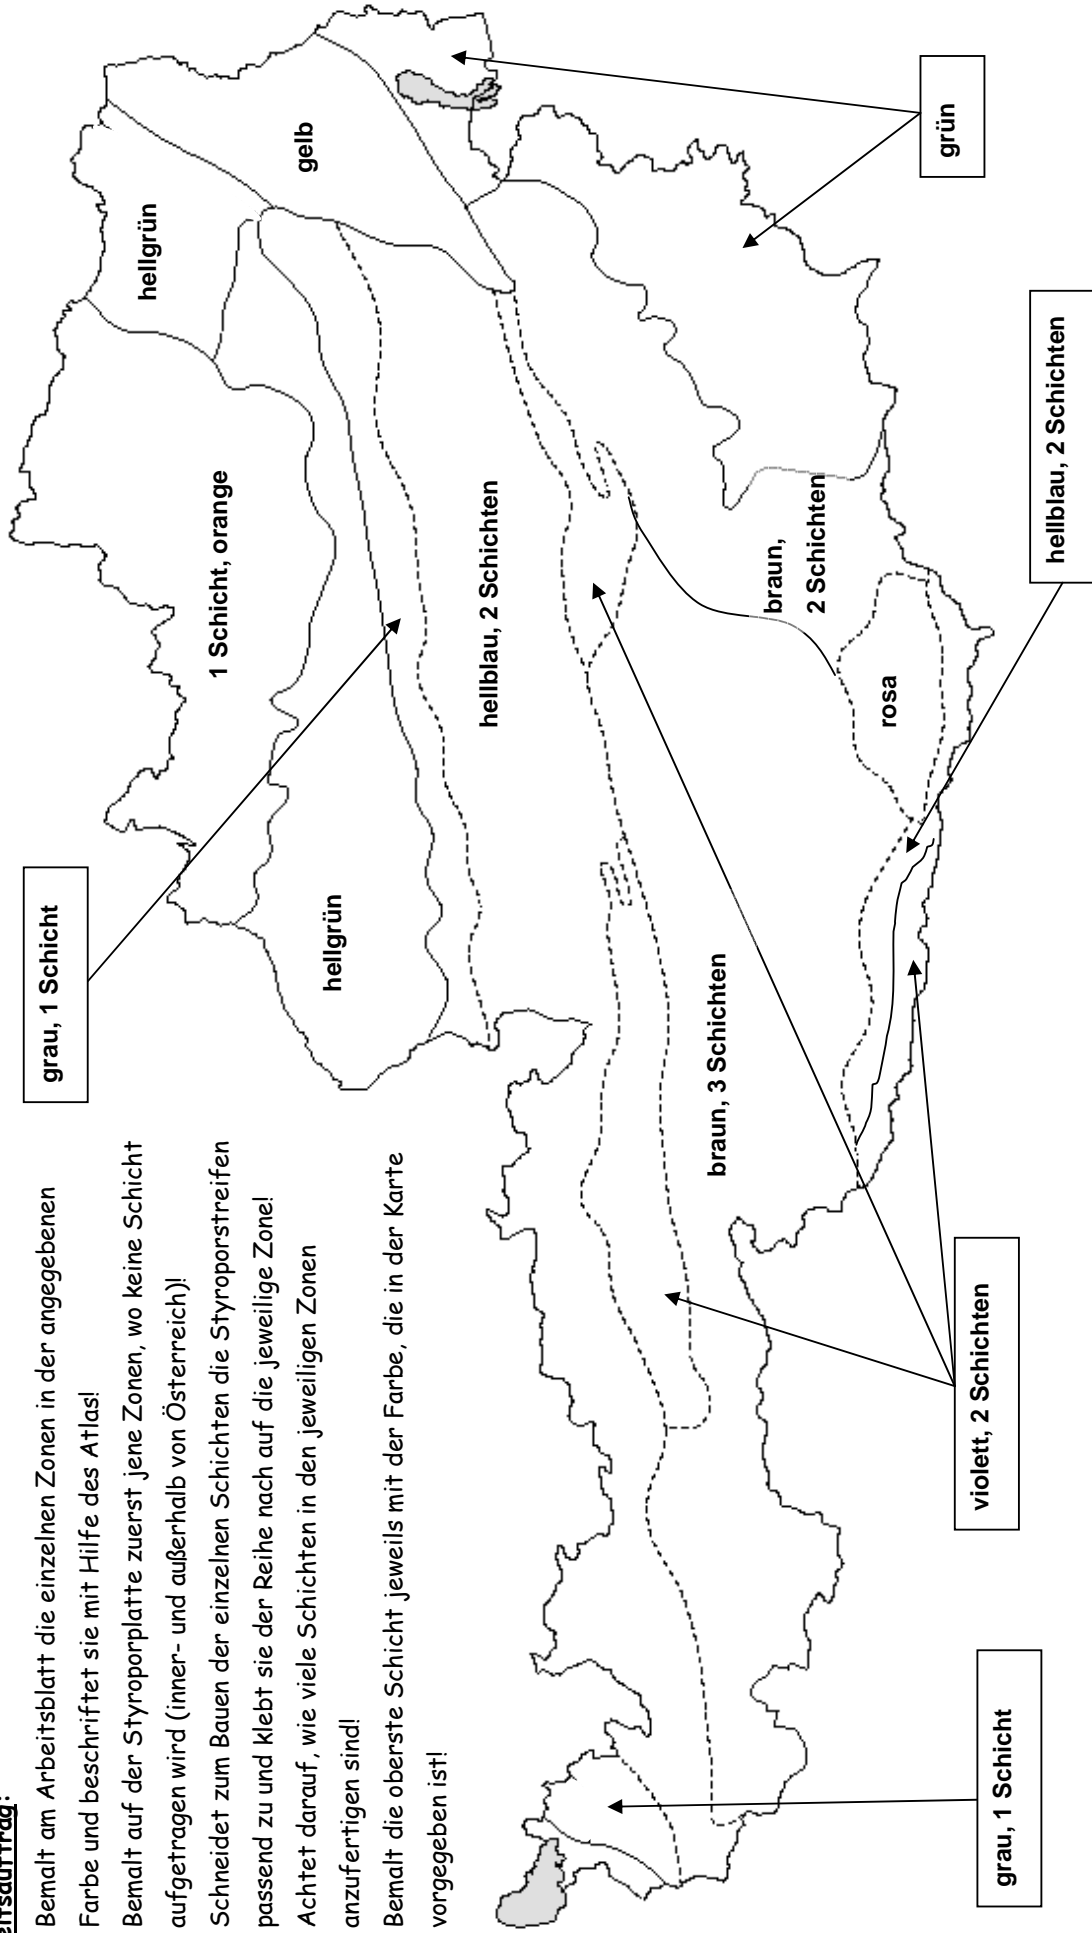 Bemalt am Arbeitsblatt die einzelnen Zonen in der angegebenen
Farbe und beschriftet sie mit Hilfe des Atlas!
Bemalt auf der Styroporplatte zuerst jene Zonen, wo keine Schicht
aufgetragen wird (inner- und außerhalb von Österreich)!
Schneidet zum Bauen der einzelnen Schichten die Styroporstreifen
passend zu und klebt sie der Reihe nach auf die jeweilige Zone!
Achtet darauf, wie viele Schichten in den jeweiligen Zonen
anzufertigen sind!
Bemalt die oberste Schicht jeweils mit der Farbe, die in der Karte
vorgegeben ist!
grau, 1 Schicht
hellgrün
1 Schicht, orange
hellgrün
gelb
hellblau, 2 Schichten
braun, 3 Schichten
braun,
2 Schichten
rosa
grün
hellblau, 2 Schichten
violett, 2 Schichten
grau, 1 Schicht